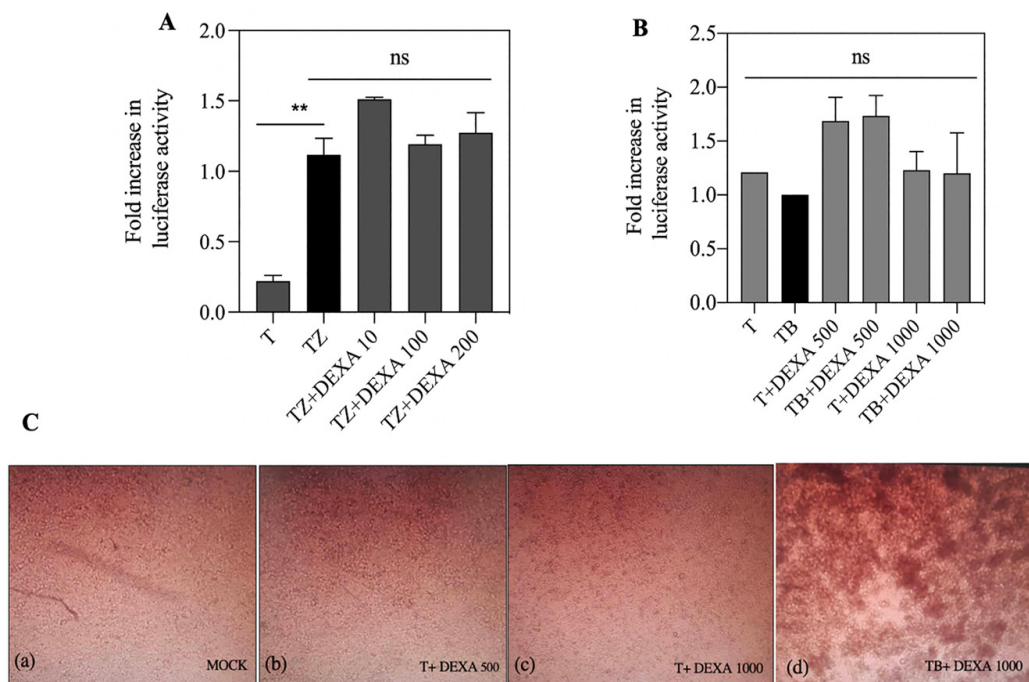 A
Fold increase in
luciferase activity
2.0
1.5
1.0
0.5
0.0
**
ns
T
TZ
TZ+DEXA 10
TZ+DEXA 100
TZ+DEXA 200
B
Fold increase in
luciferase activity
2.5
2.0
1.5
1.0
0.5
0.0
ns
T
TB
T+DEXA 500
TB+DEXA 500
T+DEXA 1000
TB+DEXA 1000
C
(a) MOCK
(b) T+ DEXA 500
(c) T+ DEXA 1000
(d) TB+ DEXA 1000